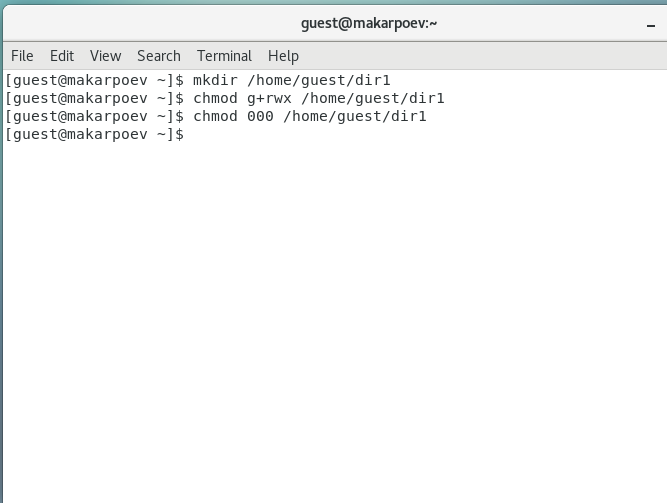 guest@makarpoev:~
File Edit View Search Terminal Help
[guest@makarpoev ~]$ mkdir /home/guest/dir1
[guest@makarpoev ~]$ chmod g+rwx /home/guest/dir1
[guest@makarpoev ~]$ chmod 000 /home/guest/dir1
[guest@makarpoev ~]$